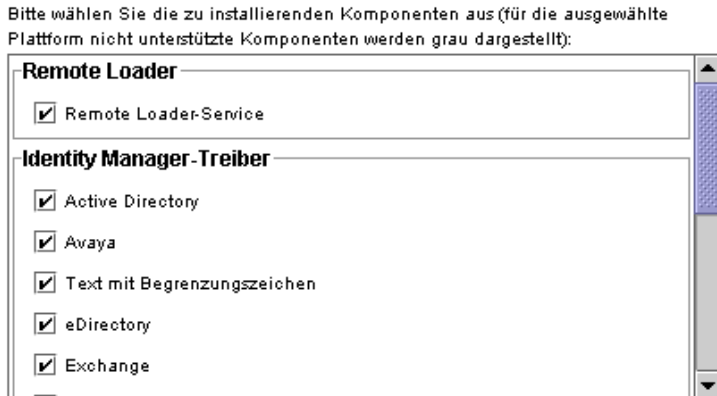 Bitte wählen Sie die zu installierenden Komponenten aus (für die ausgewählte
Plattform nicht unterstützte Komponenten werden grau dargestellt):
Remote Loader
Remote Loader-Service
Identity Manager-Treiber
Active Directory
Avaya
Text mit Begrenzungszeichen
eDirectory
Exchange